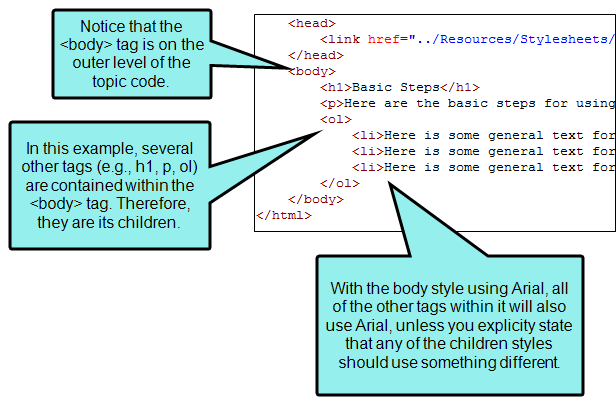 Notice that the
<body> tag is on the
outer level of the
topic code.
In this example, several
other tags (e.g., h1, p, ol)
are contained within the
<body> tag. Therefore,
they are its children.
<head>
<link href="../Resources/Stylesheets/
</head>
<body>
<h1>Basic Steps</h1>
<p>Here are the basic steps for using
<ol>
<li>Here is some general text for
<li>Here is some general text for
<li>Here is some general text for
</ol>
</body>
</html>
With the body style using Arial, all
of the other tags within it will also
use Arial, unless you explicity state
that any of the children styles
should use something different.